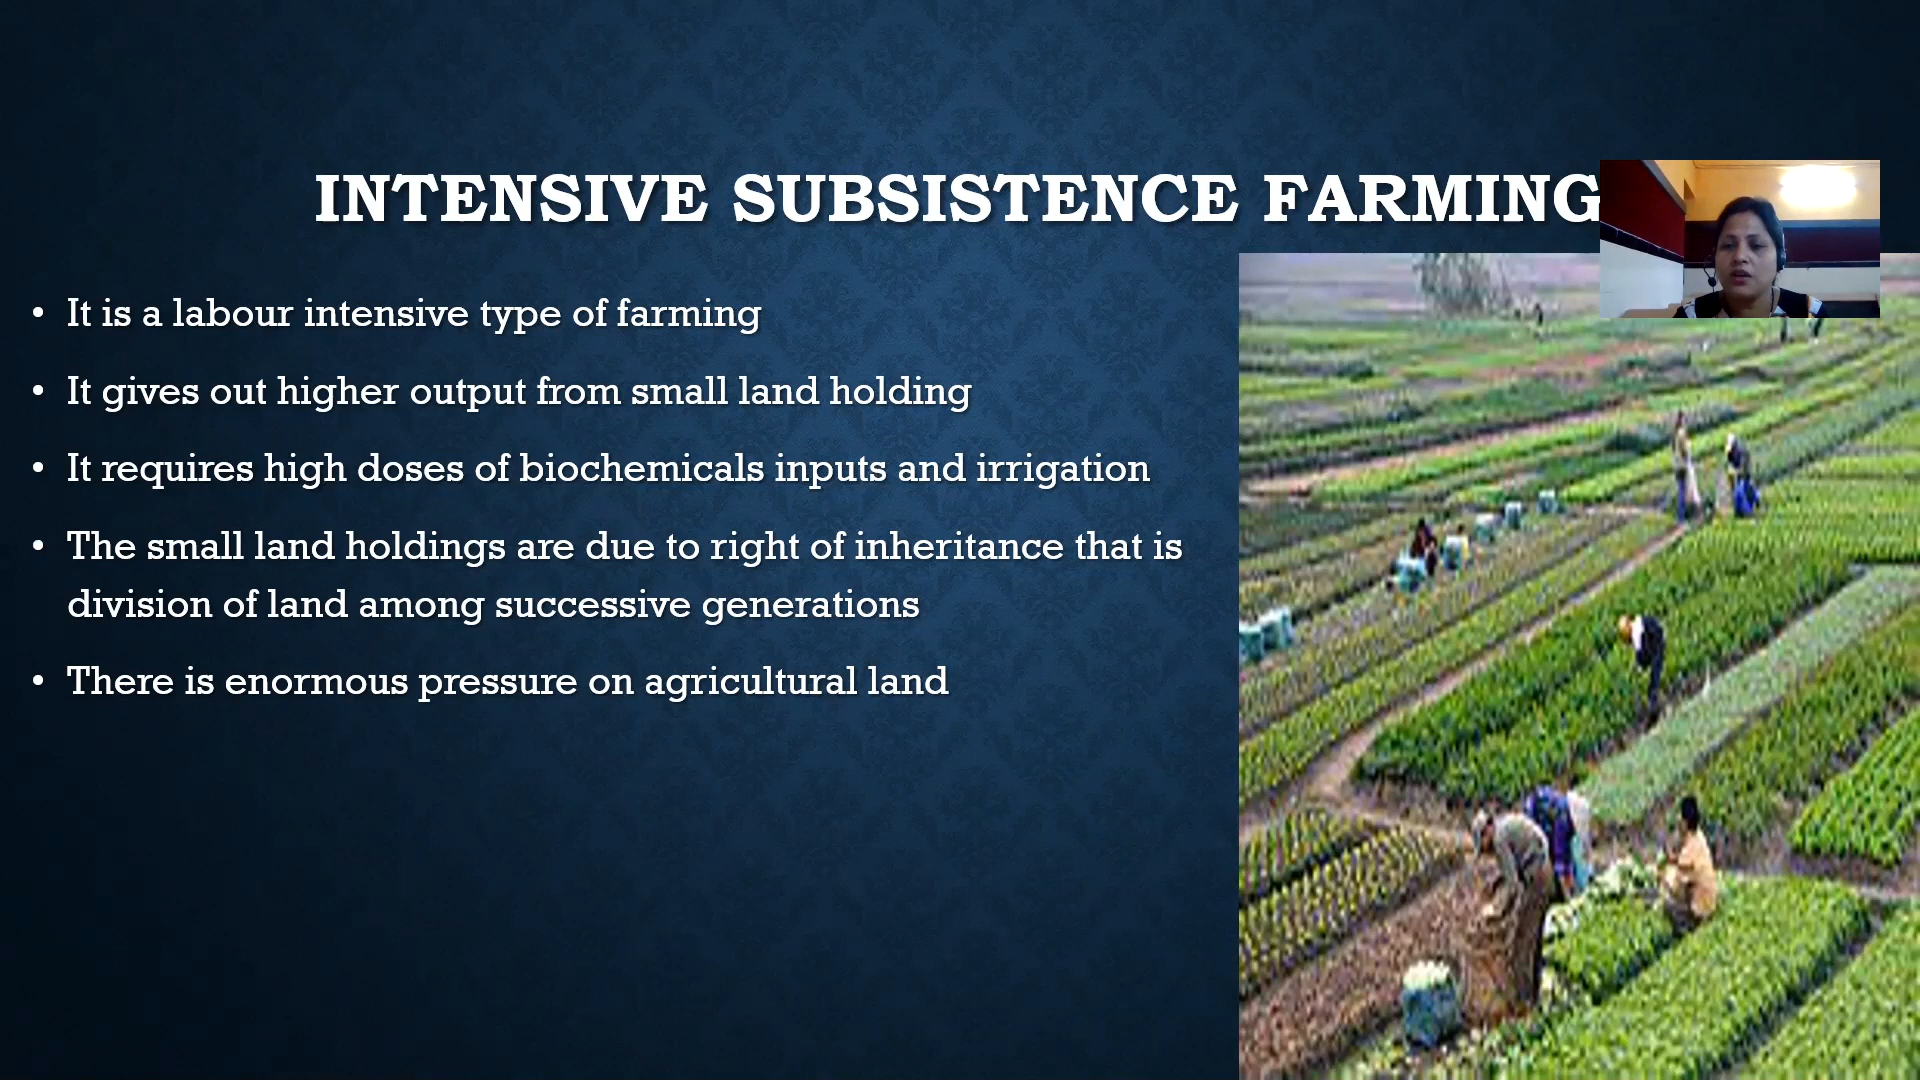 INTENSIVE SUBSISTENCE FARMING
• It is a labour intensive type of farming
• It gives out higher output from small land holding
• It requires high doses of biochemicals inputs and irrigation
• The small land holdings are due to right of inheritance that is
division of land among successive generations
• There is enormous pressure on agricultural land